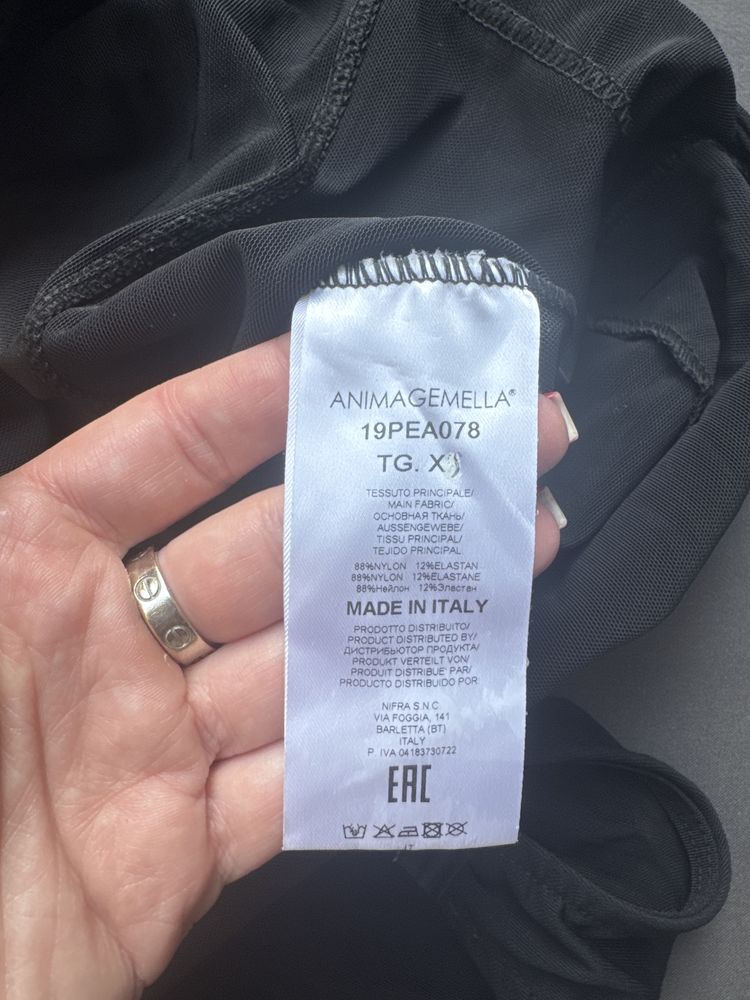 ANIMAGEMELLA®
19PEA078
TG. X
TESSUTO PRINCIPALE/
MAIN FABRIC/
ОСНОВНАЯ ТКАНЬ/
AUSSENGEWEBE/
TISSU PRINCIPAL/
TEJIDO PRINCIPAL
88%NYLON 12%ELASTAN
88%NYLON 12%ELASTANE
88%Нейлон 12%Эластан
MADE IN ITALY
PRODOTTO DISTRIBUITO/
PRODUCT DISTRIBUTED BY/
ДИСТРИБЬЮТОР ПРОДУКТА/
PRODUKT VERTEILT VON/
PRODUIT DISTRIBUE' PAR/
PRODUCTO DISTRIBUIDO POR
NIFRA S.N.C.
VIA FOGGIA, 141
BARLETTA (BT)
ITALY
P. IVA 04183730722
EAC
IT